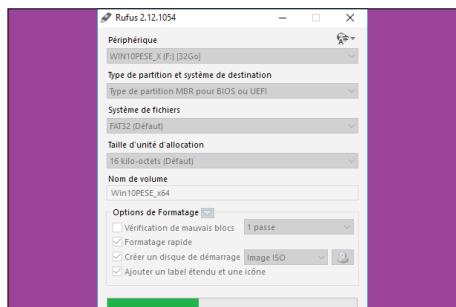 Rufus 2.12.1054
Périphérique
WIN10PESE_X (F:) [32Go]
Type de partition et système de destination
Type de partition MBR pour BIOS ou UEFI
Système de fichiers
FAT32 (Défaut)
Taille d'unité d'allocation
16 kilo-octets (Défaut)
Nom de volume
Win10PESE_x64
Options de Formatage
Vérification de mauvais blocs 1 passe
Formatage rapide
Créer un disque de démarrage Image ISO
Ajouter un label étendu et une icône